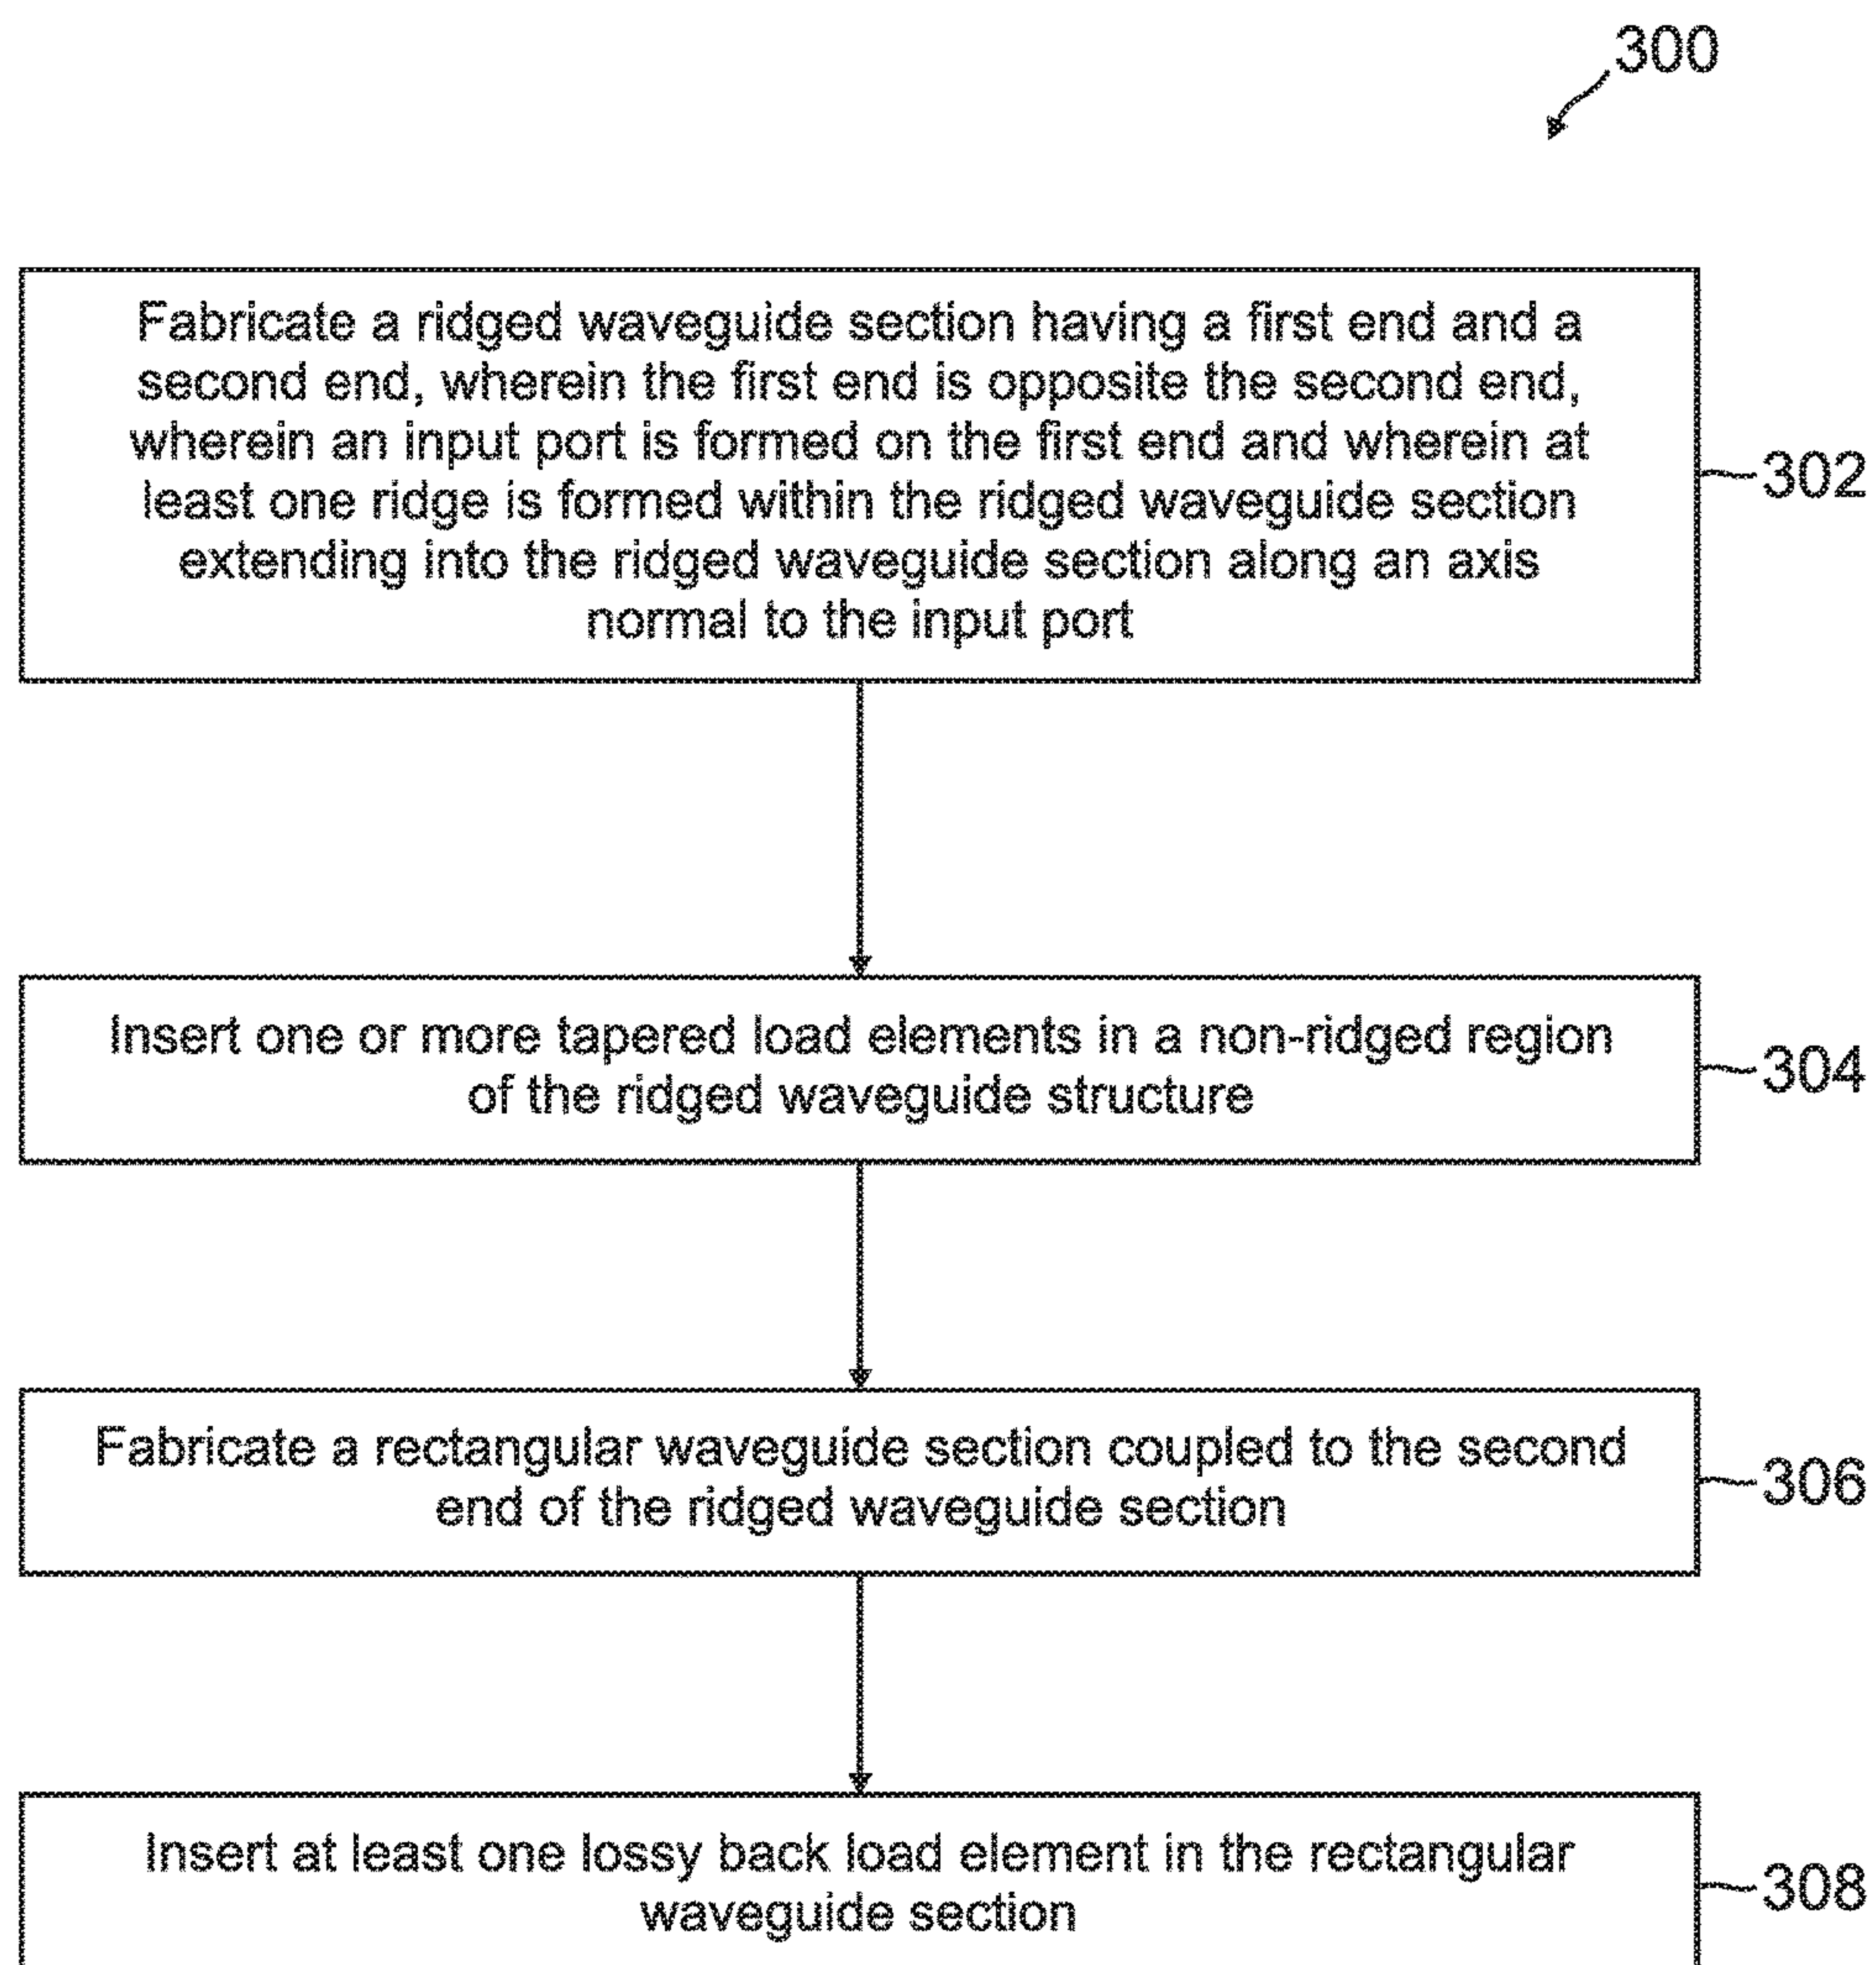 300
Fabricate a ridged waveguide section having a first end and a
second end, wherein the first end is opposite the second end,
wherein an input port is formed on the first end and wherein at
least one ridge is formed within the ridged waveguide section
extending into the ridged waveguide section along an axis
normal to the input port
302
Insert one or more tapered load elements in a non-ridged region
of the ridged waveguide structure
304
Fabricate a rectangular waveguide section coupled to the second
end of the ridged waveguide section
306
Insert at least one lossy back load element in the rectangular
waveguide section
308